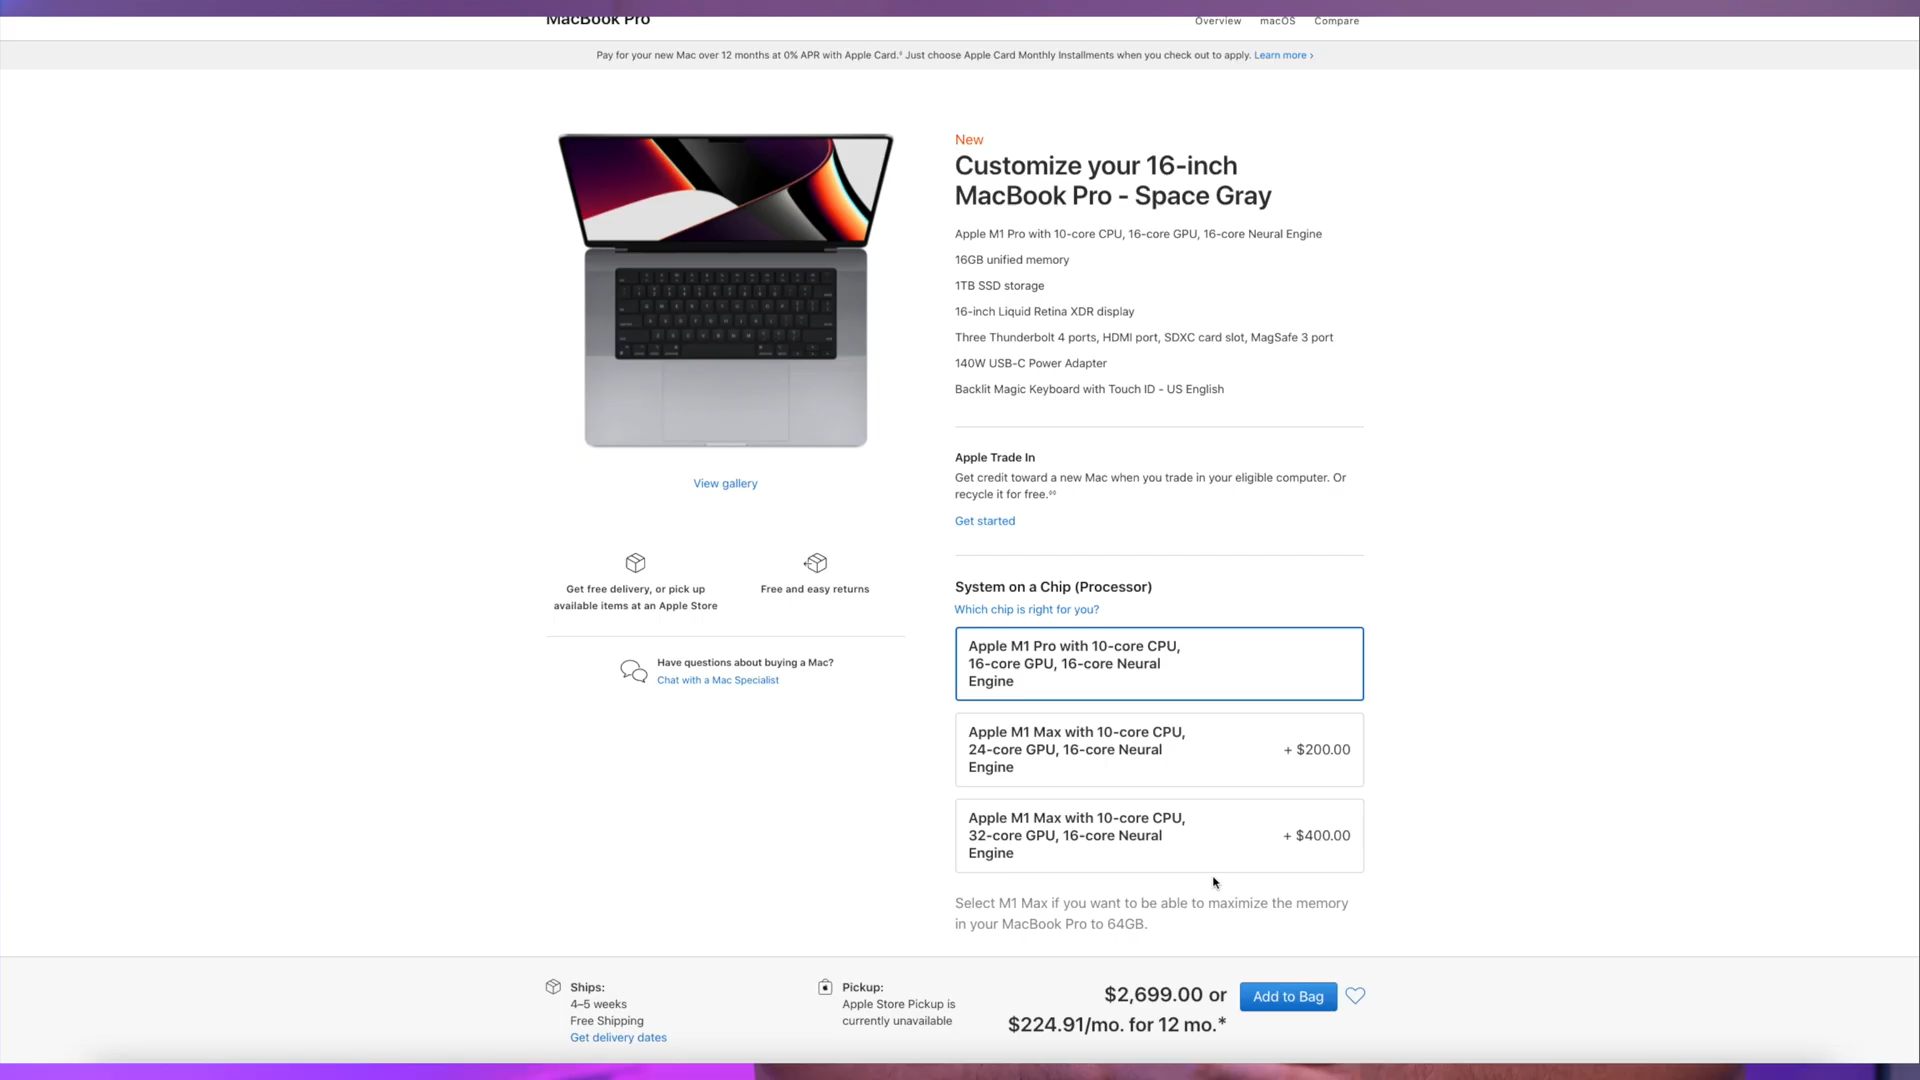 MacBook Pro
Overview macOS Compare
Pay for your new Mac over 12 months at 0% APR with Apple Card.◊ Just choose Apple Card Monthly Installments when you check out to apply. Learn more ›
New
Customize your 16-inch
MacBook Pro - Space Gray
Apple M1 Pro with 10-core CPU, 16-core GPU, 16-core Neural Engine
16GB unified memory
1TB SSD storage
16-inch Liquid Retina XDR display
Three Thunderbolt 4 ports, HDMI port, SDXC card slot, MagSafe 3 port
140W USB-C Power Adapter
Backlit Magic Keyboard with Touch ID - US English
View gallery
Get free delivery, or pick up
available items at an Apple Store
Free and easy returns
Have questions about buying a Mac?
Chat with a Mac Specialist
Apple Trade In
Get credit toward a new Mac when you trade in your eligible computer. Or
recycle it for free.◊◊
Get started
System on a Chip (Processor)
Which chip is right for you?
Apple M1 Pro with 10-core CPU,
16-core GPU, 16-core Neural
Engine
Apple M1 Max with 10-core CPU,
24-core GPU, 16-core Neural
Engine
+ $200.00
Apple M1 Max with 10-core CPU,
32-core GPU, 16-core Neural
Engine
+ $400.00
Select M1 Max if you want to be able to maximize the memory
in your MacBook Pro to 64GB.
Ships:
4–5 weeks
Free Shipping
Get delivery dates
Pickup:
Apple Store Pickup is
currently unavailable
$2,699.00 or
$224.91/mo. for 12 mo.*
Add to Bag